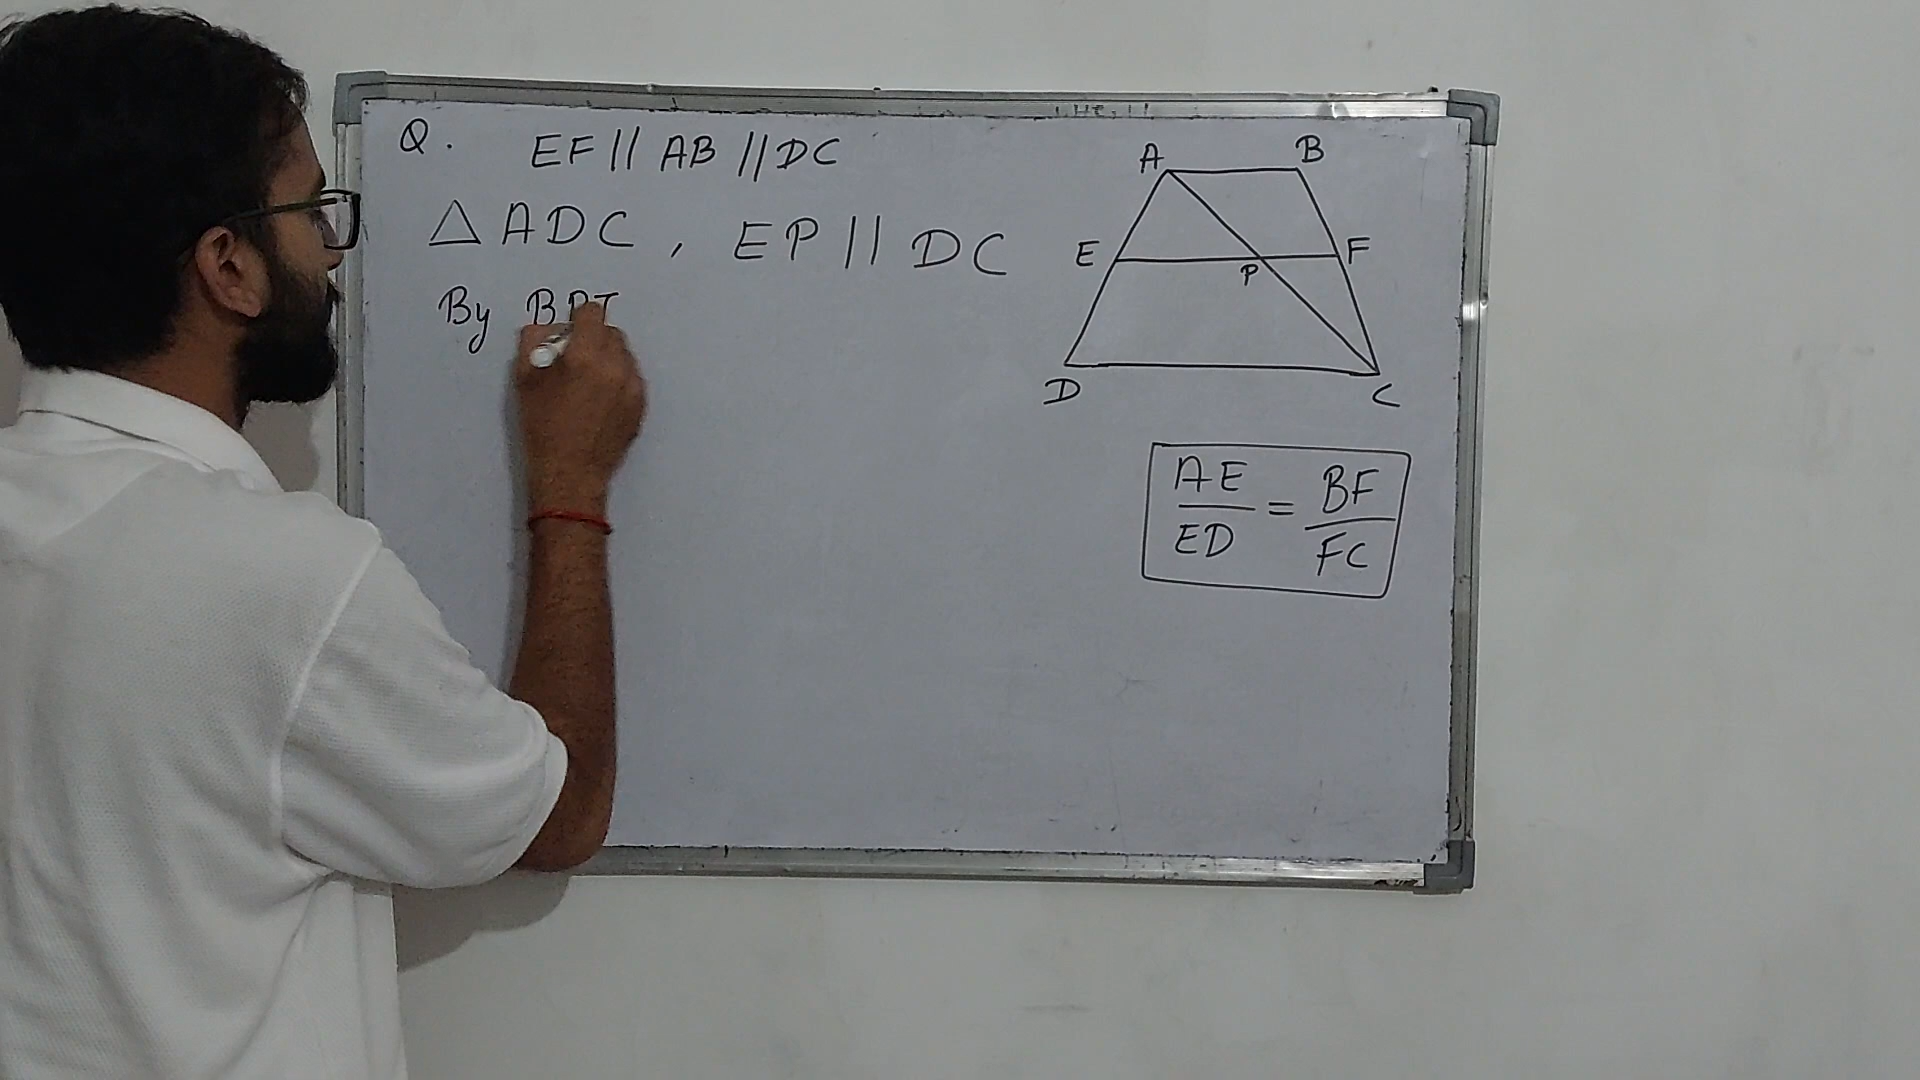 Q. EF || AB || DC
△ ADC, EP || DC
By BPT
A B
E P F
D C
AE/ED = BF/FC